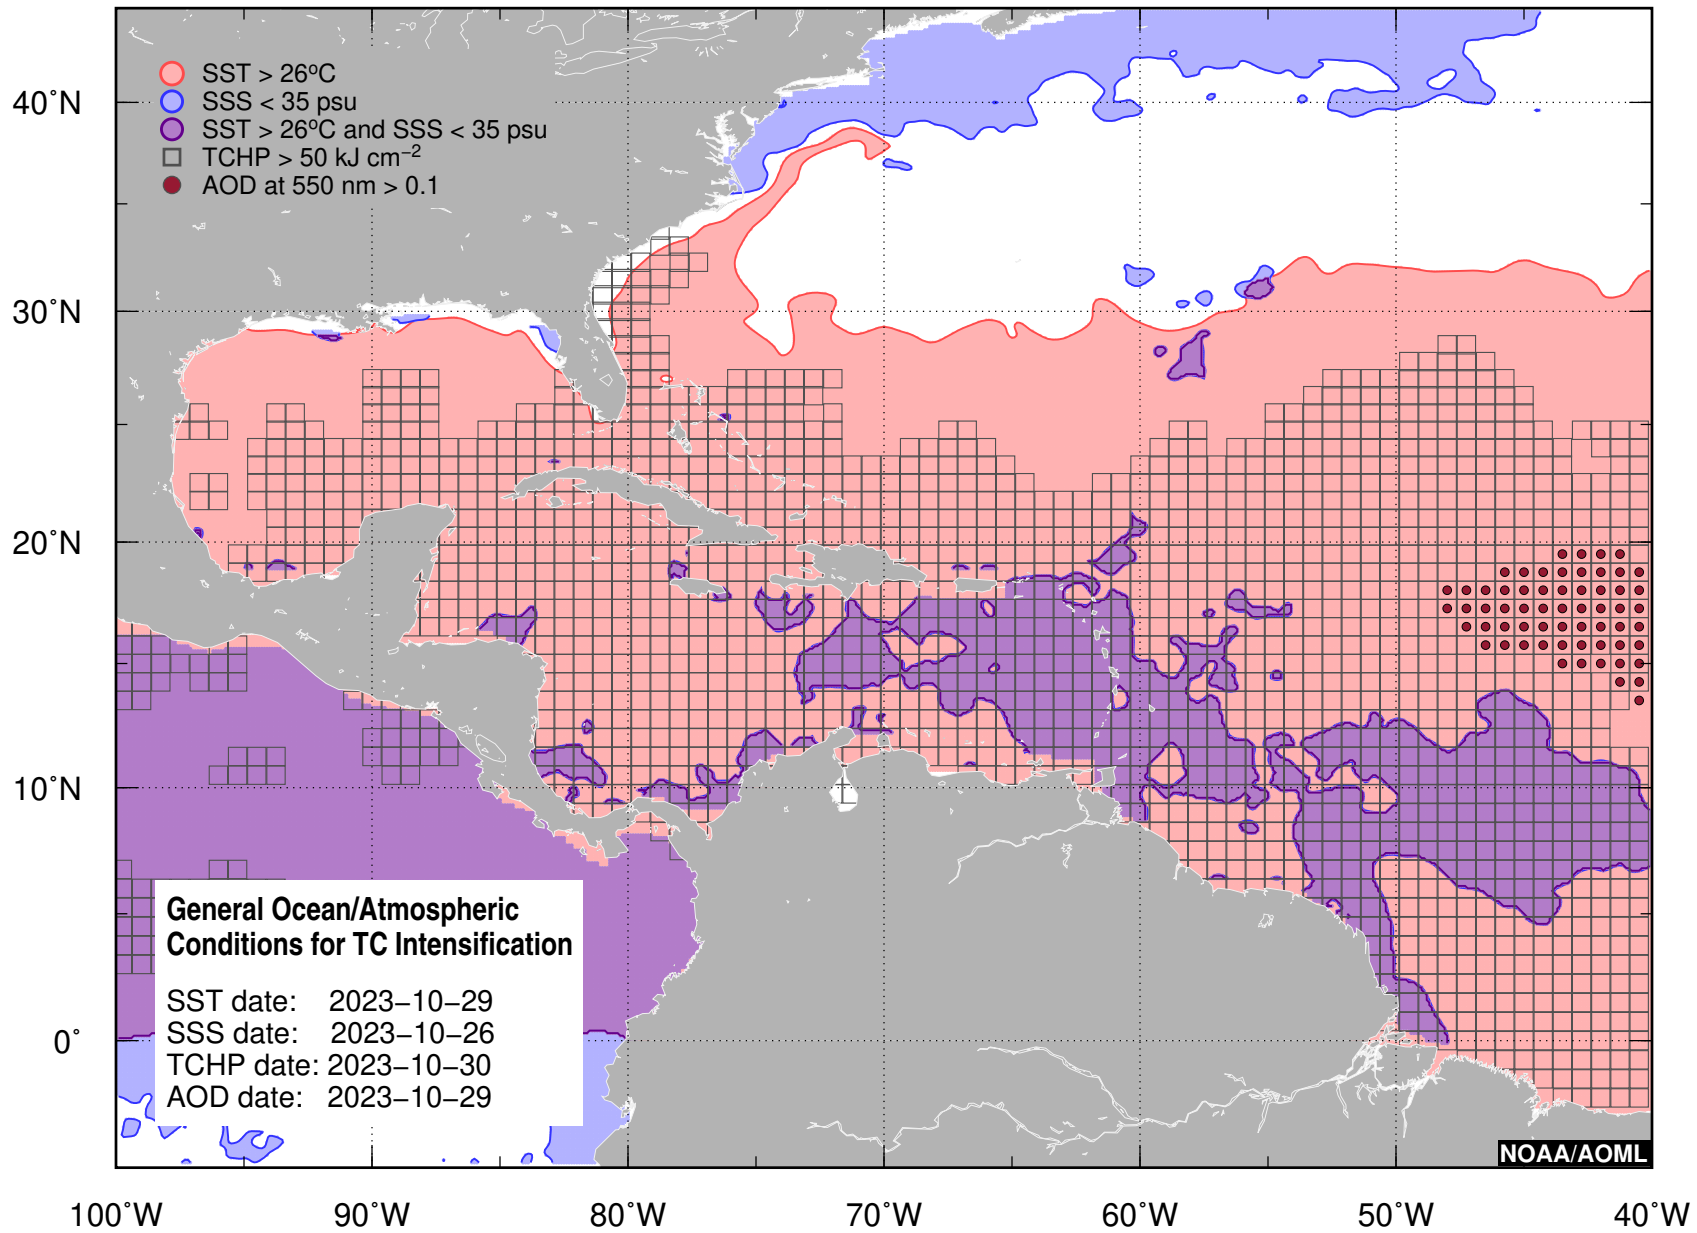 SST > 26ºC
SSS < 35 psu
SST > 26ºC and SSS < 35 psu
TCHP > 50 kJ cm⁻²
AOD at 550 nm > 0.1
40˚N
30˚N
20˚N
10˚N
0˚
General Ocean/Atmospheric
Conditions for TC Intensification
SST date: 2023−10−29
SSS date: 2023−10−26
TCHP date: 2023−10−30
AOD date: 2023−10−29
NOAA/AOML
100˚W 90˚W 80˚W 70˚W 60˚W 50˚W 40˚W